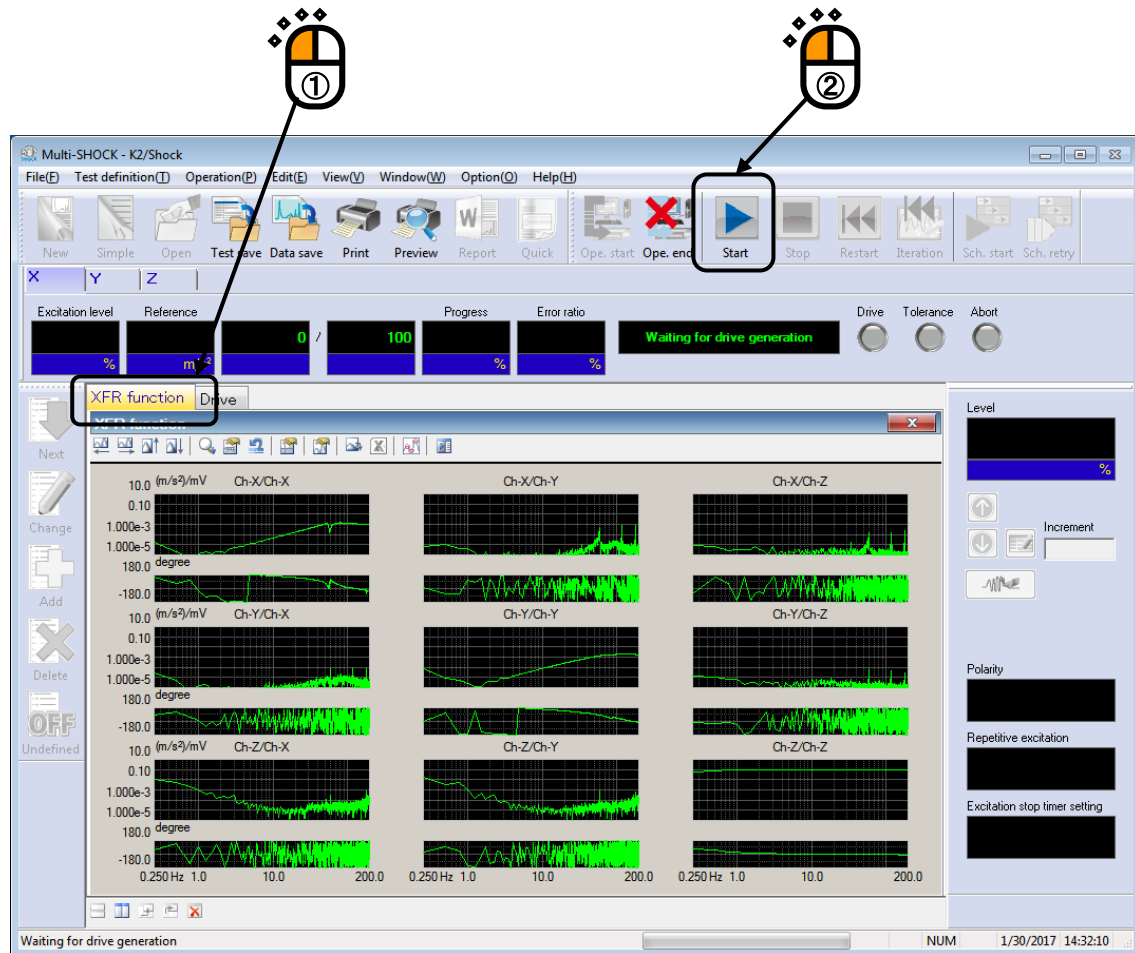 ① ②
Multi-SHOCK - K2/Shock
File(F) Test definition(T) Operation(P) Edit(E) View(V) Window(W) Option(O) Help(H)
New Simple Open Test save Data save Print Preview Report Quick Ope. start Ope. end Start Stop Restart Iteration Sch. start Sch. retry
X Y Z
Excitation level Reference Progress Error ratio Drive Tolerance Abort
0 / 100 Waiting for drive generation
% % %
XFR function Drive
XFR function
Next
Change
Add
Delete
OFF
Undefined
10.0 (m/s²)/mV Ch-X/Ch-X Ch-X/Ch-Y Ch-X/Ch-Z
0.10
1.000e-3
1.000e-5
180.0 degree
-180.0
10.0 (m/s²)/mV Ch-Y/Ch-X Ch-Y/Ch-Y Ch-Y/Ch-Z
0.10
1.000e-3
1.000e-5
180.0 degree
-180.0
10.0 (m/s²)/mV Ch-Z/Ch-X Ch-Z/Ch-Y Ch-Z/Ch-Z
0.10
1.000e-3
1.000e-5
180.0 degree
-180.0
0.250 Hz 1.0 10.0 200.0 0.250 Hz 1.0 10.0 200.0 0.250 Hz 1.0 10.0 200.0
Level
%
Increment
Polarity
Repetitive excitation
Excitation stop timer setting
Waiting for drive generation NUM 1/30/2017 14:32:10